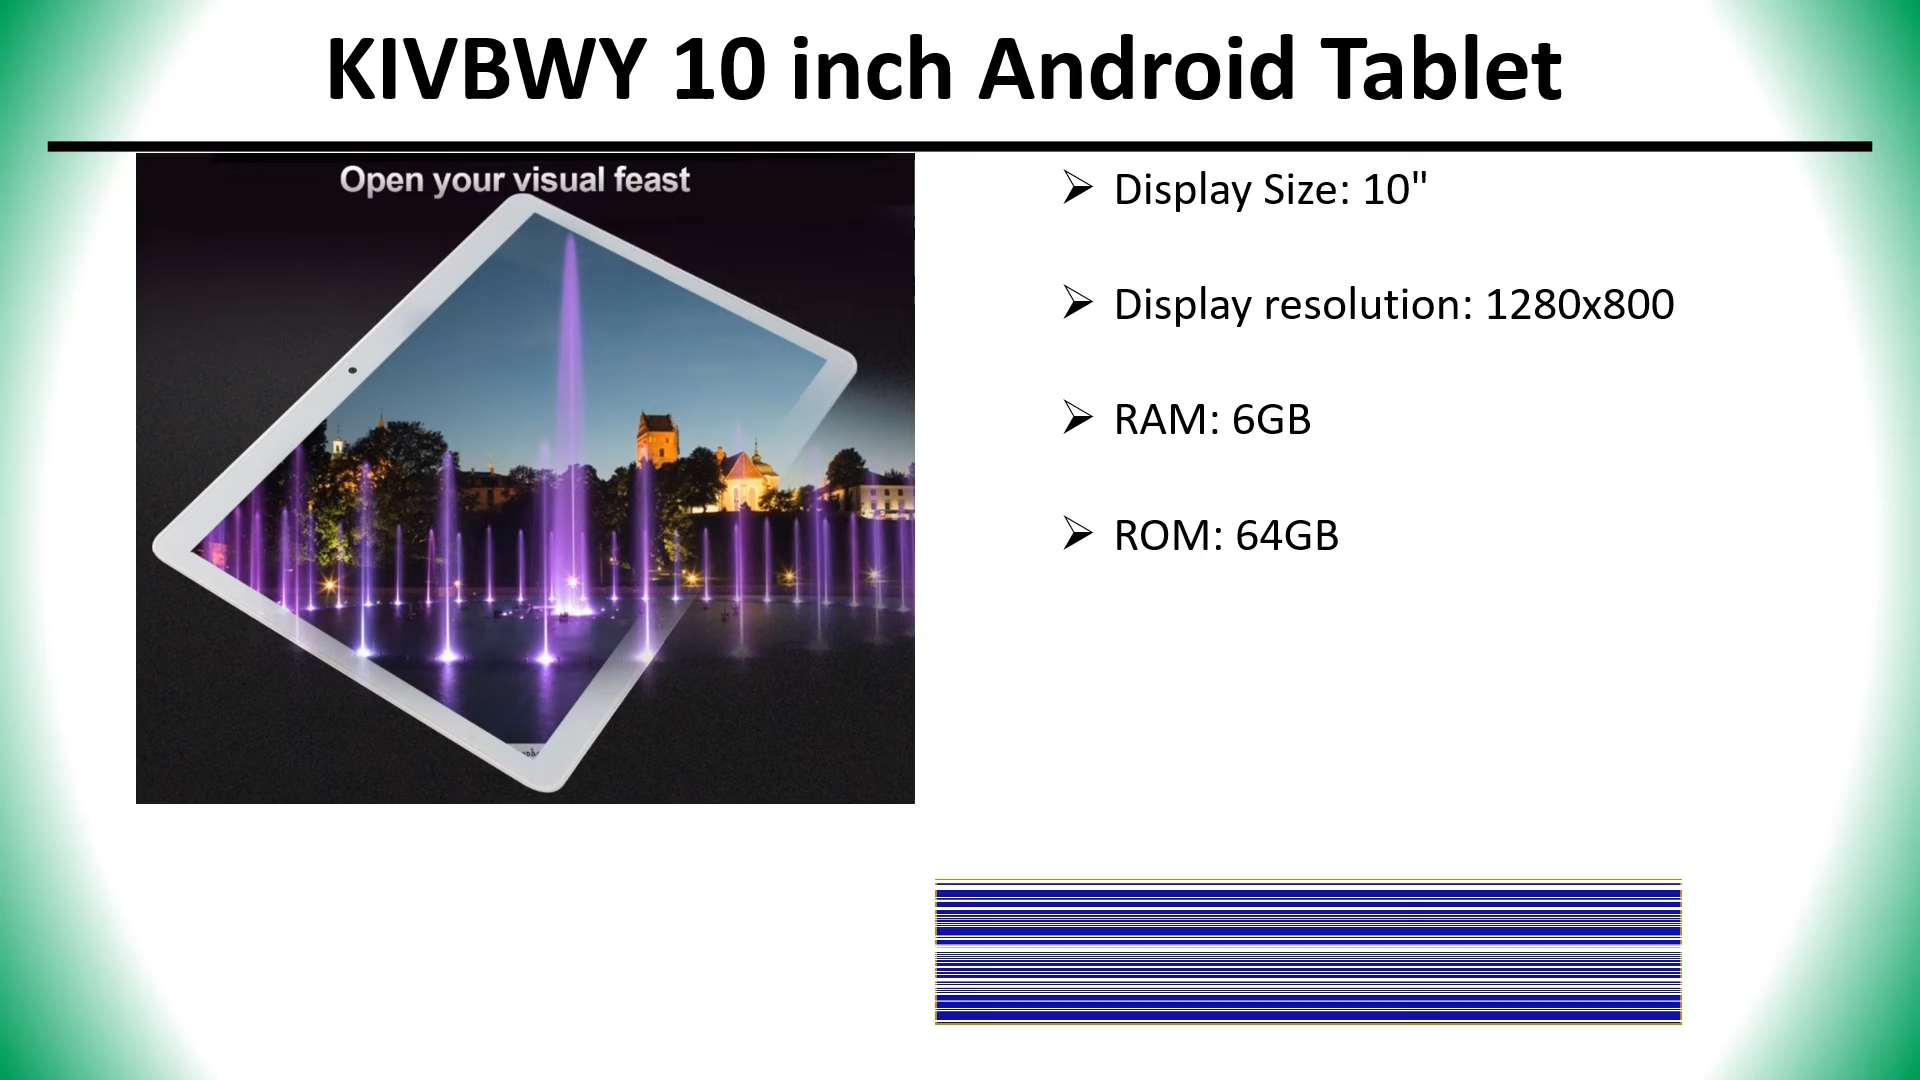 KIVBWY 10 inch Android Tablet
Open your visual feast
Display Size: 10"
Display resolution: 1280x800
RAM: 6GB
ROM: 64GB